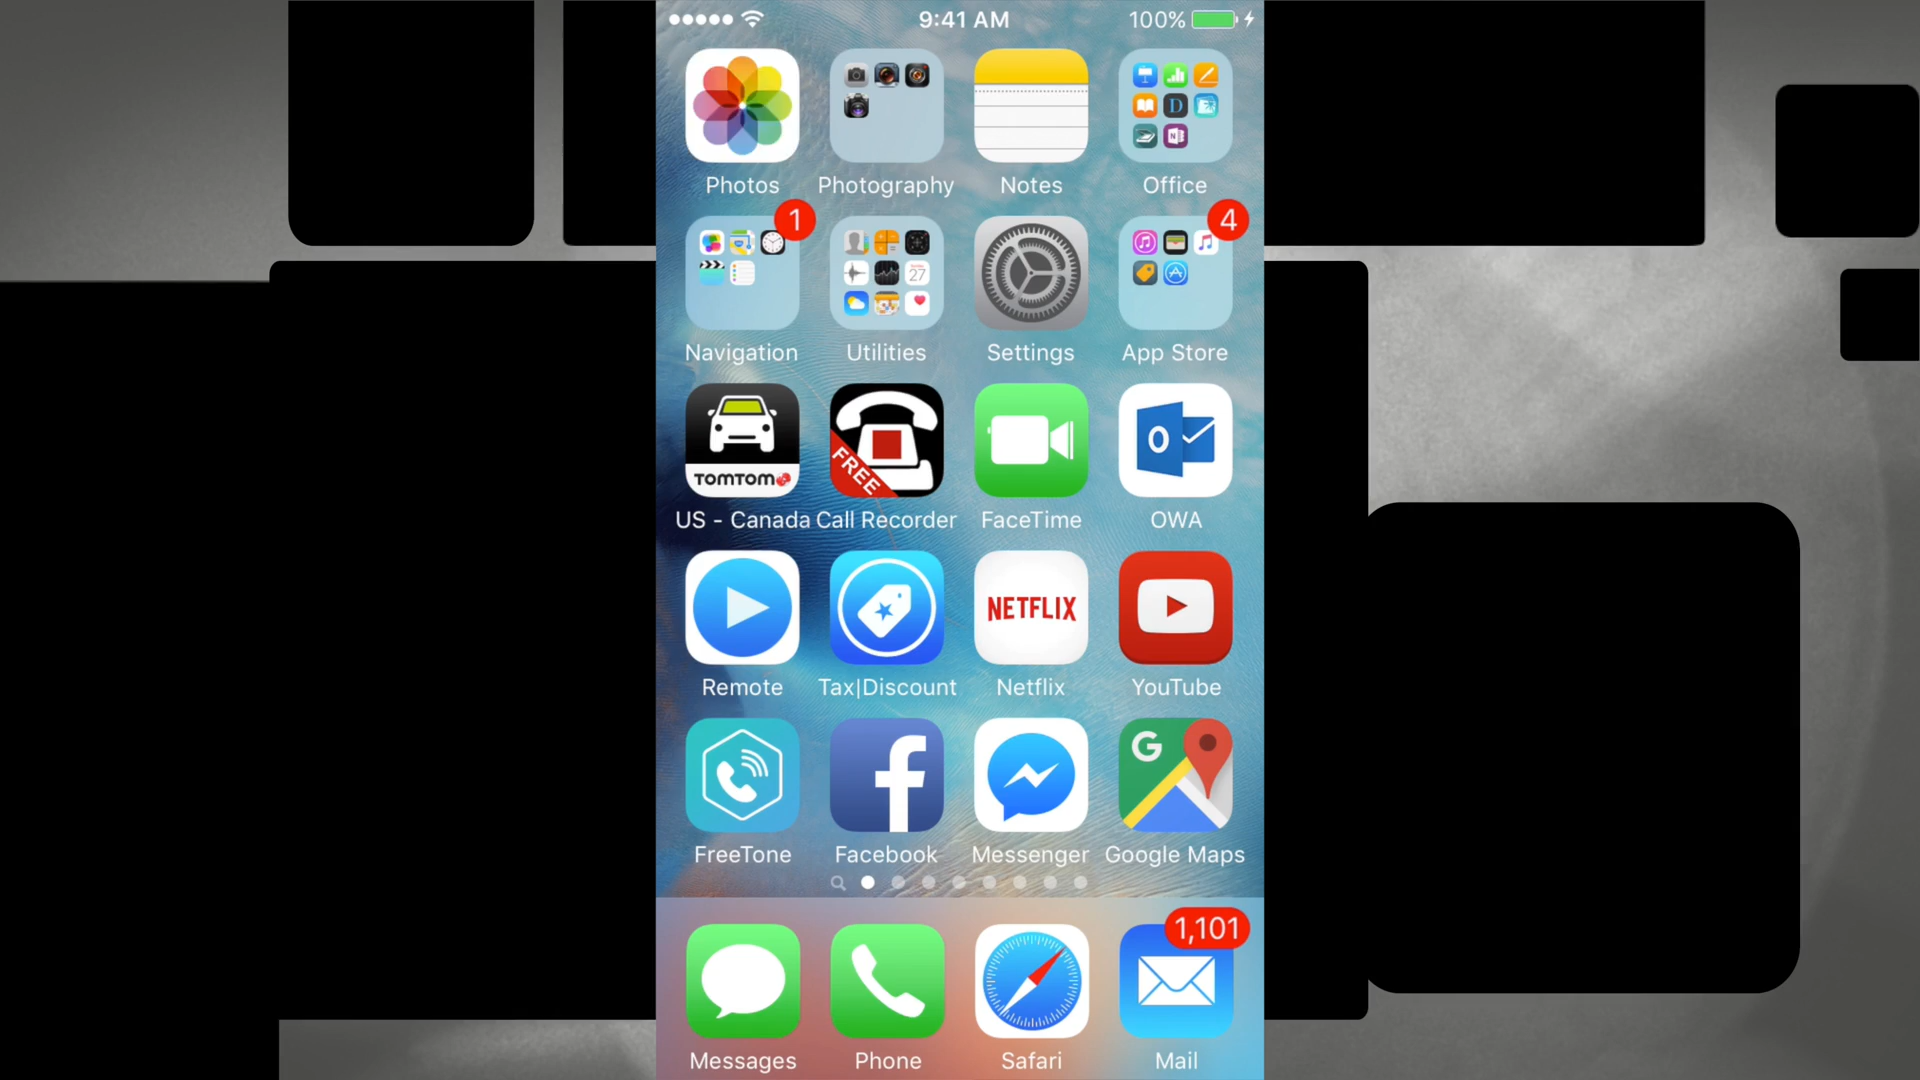 9:41 AM 100%
Photos Photography Notes Office
1 4
27
Navigation Utilities Settings App Store
TOMTOM FREE O
US - Canada Call Recorder FaceTime OWA
NETFLIX
Remote Tax|Discount Netflix YouTube
f G
FreeTone Facebook Messenger Google Maps
1,101
Messages Phone Safari Mail